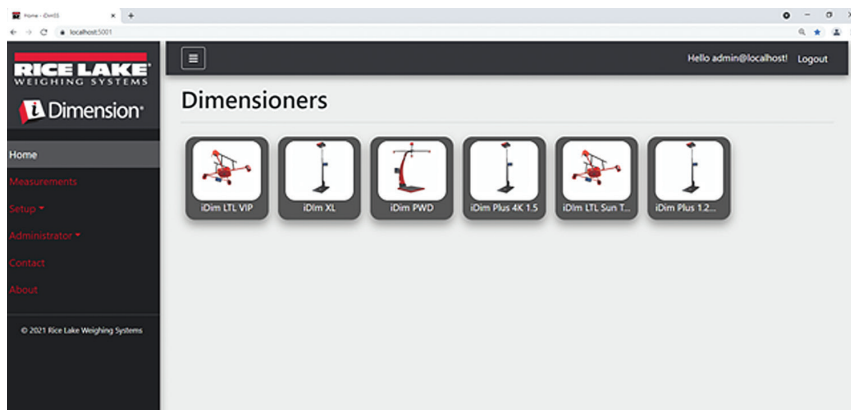 Home - iDimSS
localhost:5001
RICE LAKE
WEIGHING SYSTEMS
iDimension
Home
Measurements
Setup
Administrator
Contact
About
© 2021 Rice Lake Weighing Systems
Hello admin@localhost! Logout
Dimensioners
iDim LTL VIP
iDim XL
iDim PWD
iDim Plus 4K 1.5
iDim LTL Sun T...
iDim Plus 1.2...